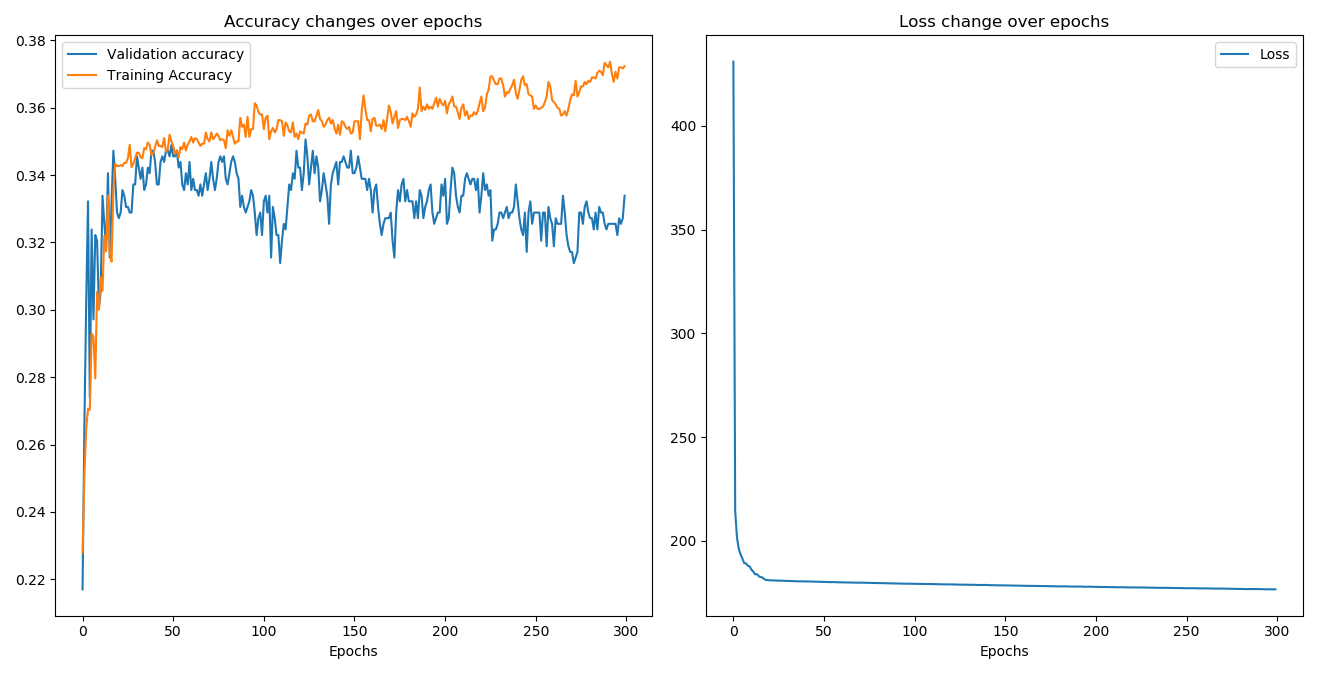 Accuracy changes over epochs
Validation accuracy
Training Accuracy
0.38
0.36
0.34
0.32
0.30
0.28
0.26
0.24
0.22
0 50 100 150 200 250 300
Epochs
Loss change over epochs
Loss
400
350
300
250
200
0 50 100 150 200 250 300
Epochs